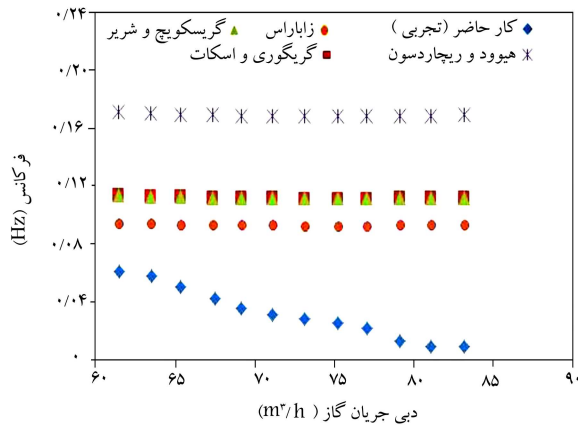 ۰/۲۴
کار حاضر (تجربی ) زاباراس گریسکویچ و شریر
هیوود و ریچاردسون گریگوری و اسکات
۰/۲۰
۰/۱۶
۰/۱۲
۰/۰۸
۰/۰۴
۰
فرکانس (Hz)
۶۰ ۶۵ ۷۰ ۷۵ ۸۰ ۸۵ ۹۰
دبی جریان گاز ( m³/h)